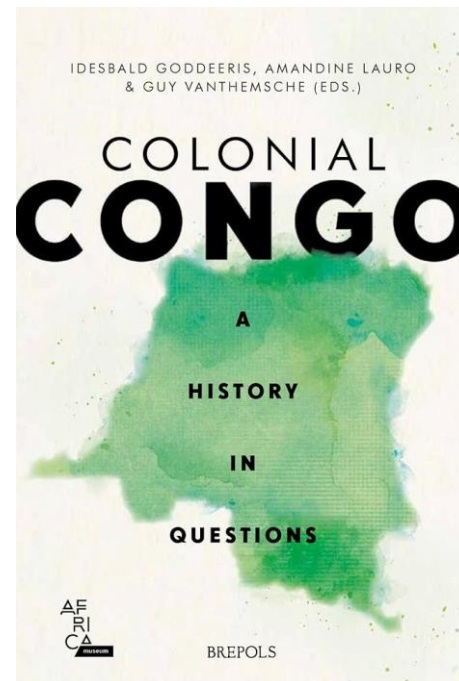 IDESBALD GODDEERIS, AMANDINE LAURO
& GUY VANTHEMSCHE (EDS.)
COLONIAL
CONGO
A
HISTORY
IN
QUESTIONS
AF
RI
CA
museum
BREPOLS